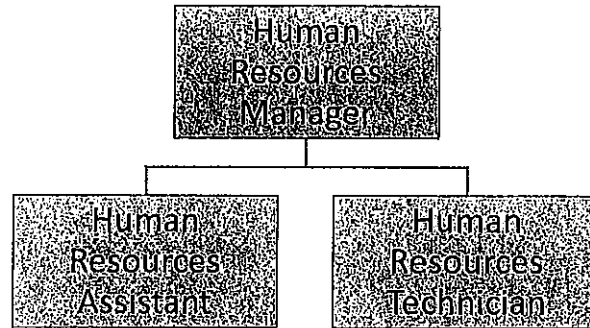 Human
Resources
Manager
Human
Resources
Assistant
Human
Resources
Technician